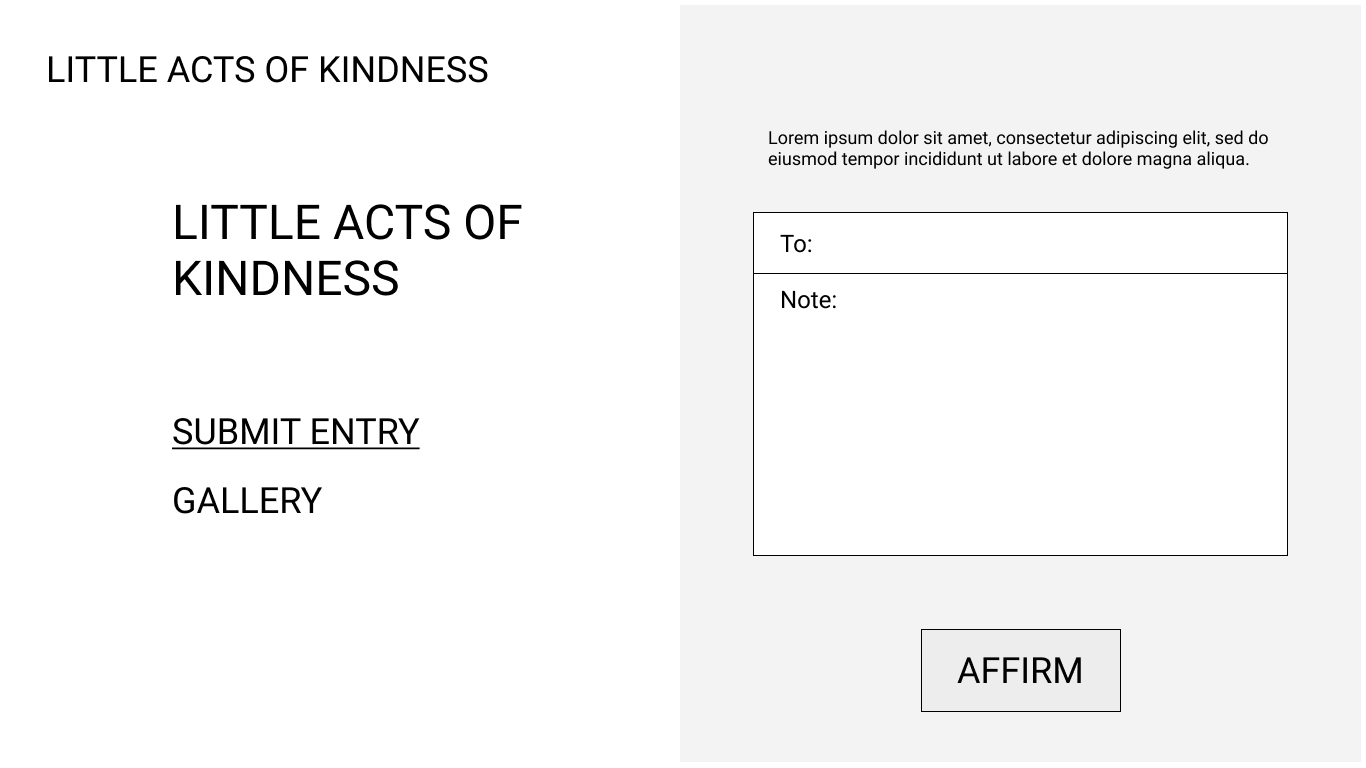 LITTLE ACTS OF KINDNESS
LITTLE ACTS OF
KINDNESS
SUBMIT ENTRY
GALLERY
Lorem ipsum dolor sit amet, consectetur adipiscing elit, sed do
eiusmod tempor incididunt ut labore et dolore magna aliqua.
To:
Note:
AFFIRM